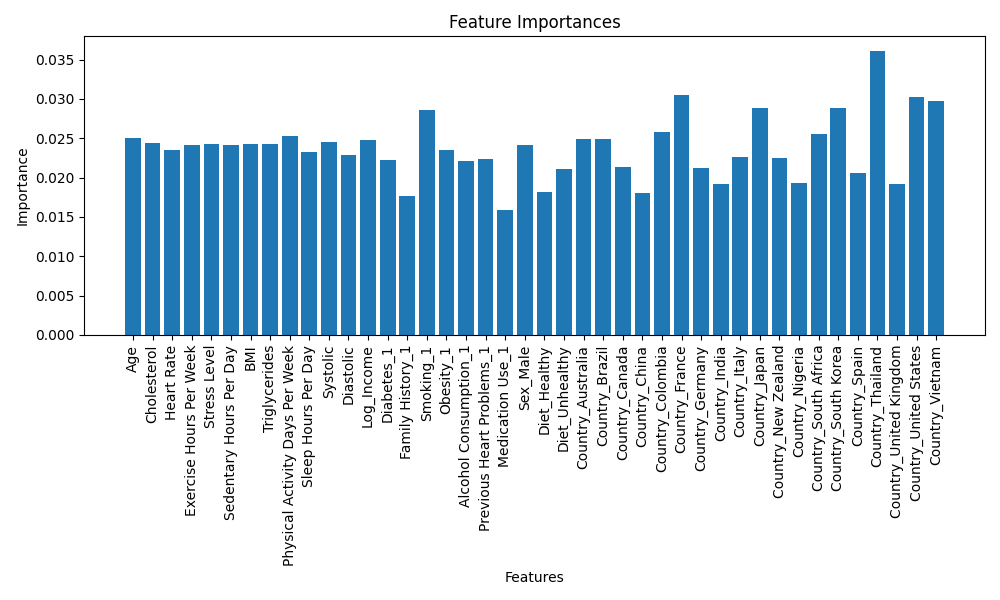 Feature Importances
Importance
0.035
0.030
0.025
0.020
0.015
0.010
0.005
0.000
Age
Cholesterol
Heart Rate
Exercise Hours Per Week
Stress Level
Sedentary Hours Per Day
BMI
Triglycerides
Physical Activity Days Per Week
Sleep Hours Per Day
Systolic
Diastolic
Log_Income
Diabetes_1
Family History_1
Smoking_1
Obesity_1
Alcohol Consumption_1
Previous Heart Problems_1
Medication Use_1
Sex_Male
Diet_Healthy
Diet_Unhealthy
Country_Australia
Country_Brazil
Country_Canada
Country_China
Country_Colombia
Country_France
Country_Germany
Country_India
Country_Italy
Country_Japan
Country_New Zealand
Country_Nigeria
Country_South Africa
Country_South Korea
Country_Spain
Country_Thailand
Country_United Kingdom
Country_United States
Country_Vietnam
Features